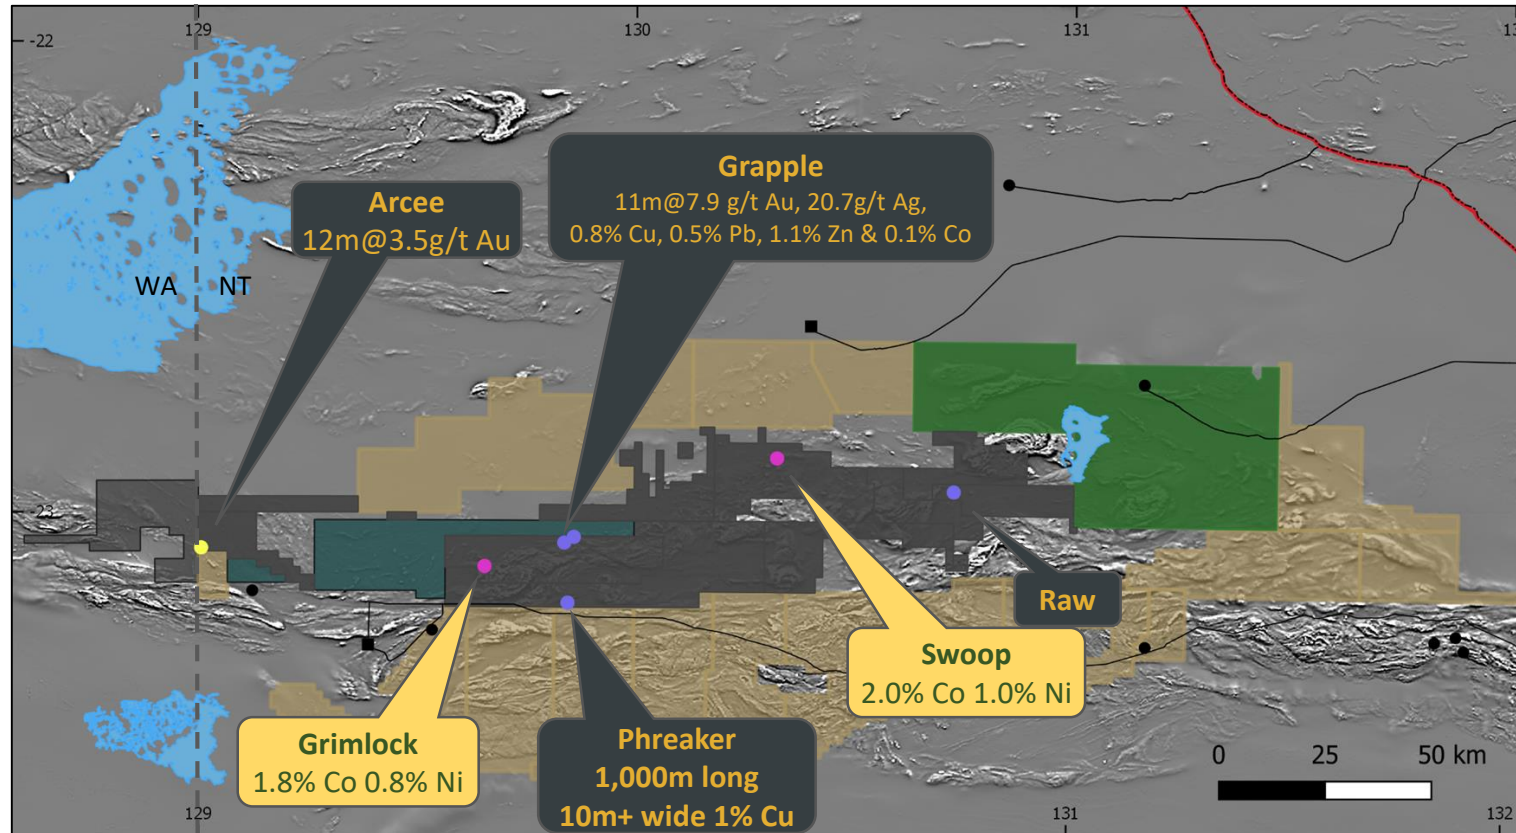 129
130
131
13
-22
Grapple
11m@7.9 g/t Au, 20.7g/t Ag,
0.8% Cu, 0.5% Pb, 1.1% Zn & 0.1% Co
Arcee
12m@3.5g/t Au
WA
NT
-23
Raw
Swoop
2.0% Co 1.0% Ni
Grimlock
1.8% Co 0.8% Ni
Phreaker
1,000m long
10m+ wide 1% Cu
0 25 50 km
129
131
132